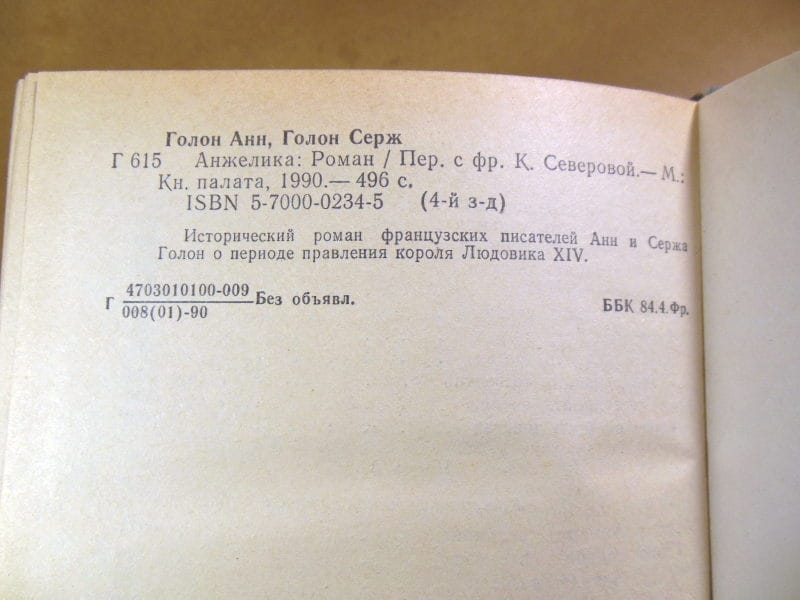 Голон Анн, Голон Серж
Г 615 Анжелика: Роман / Пер. с фр. К. Северовой.— М.:
Кн. палата, 1990.— 496 с.
ISBN 5-7000-0234-5 (4-й з-д)
Исторический роман французских писателей Анн и Сержа
Голон о периоде правления короля Людовика XIV.
4703010100-009
Г Без объявл. ББК 84.4.Фр.
008(01)-90